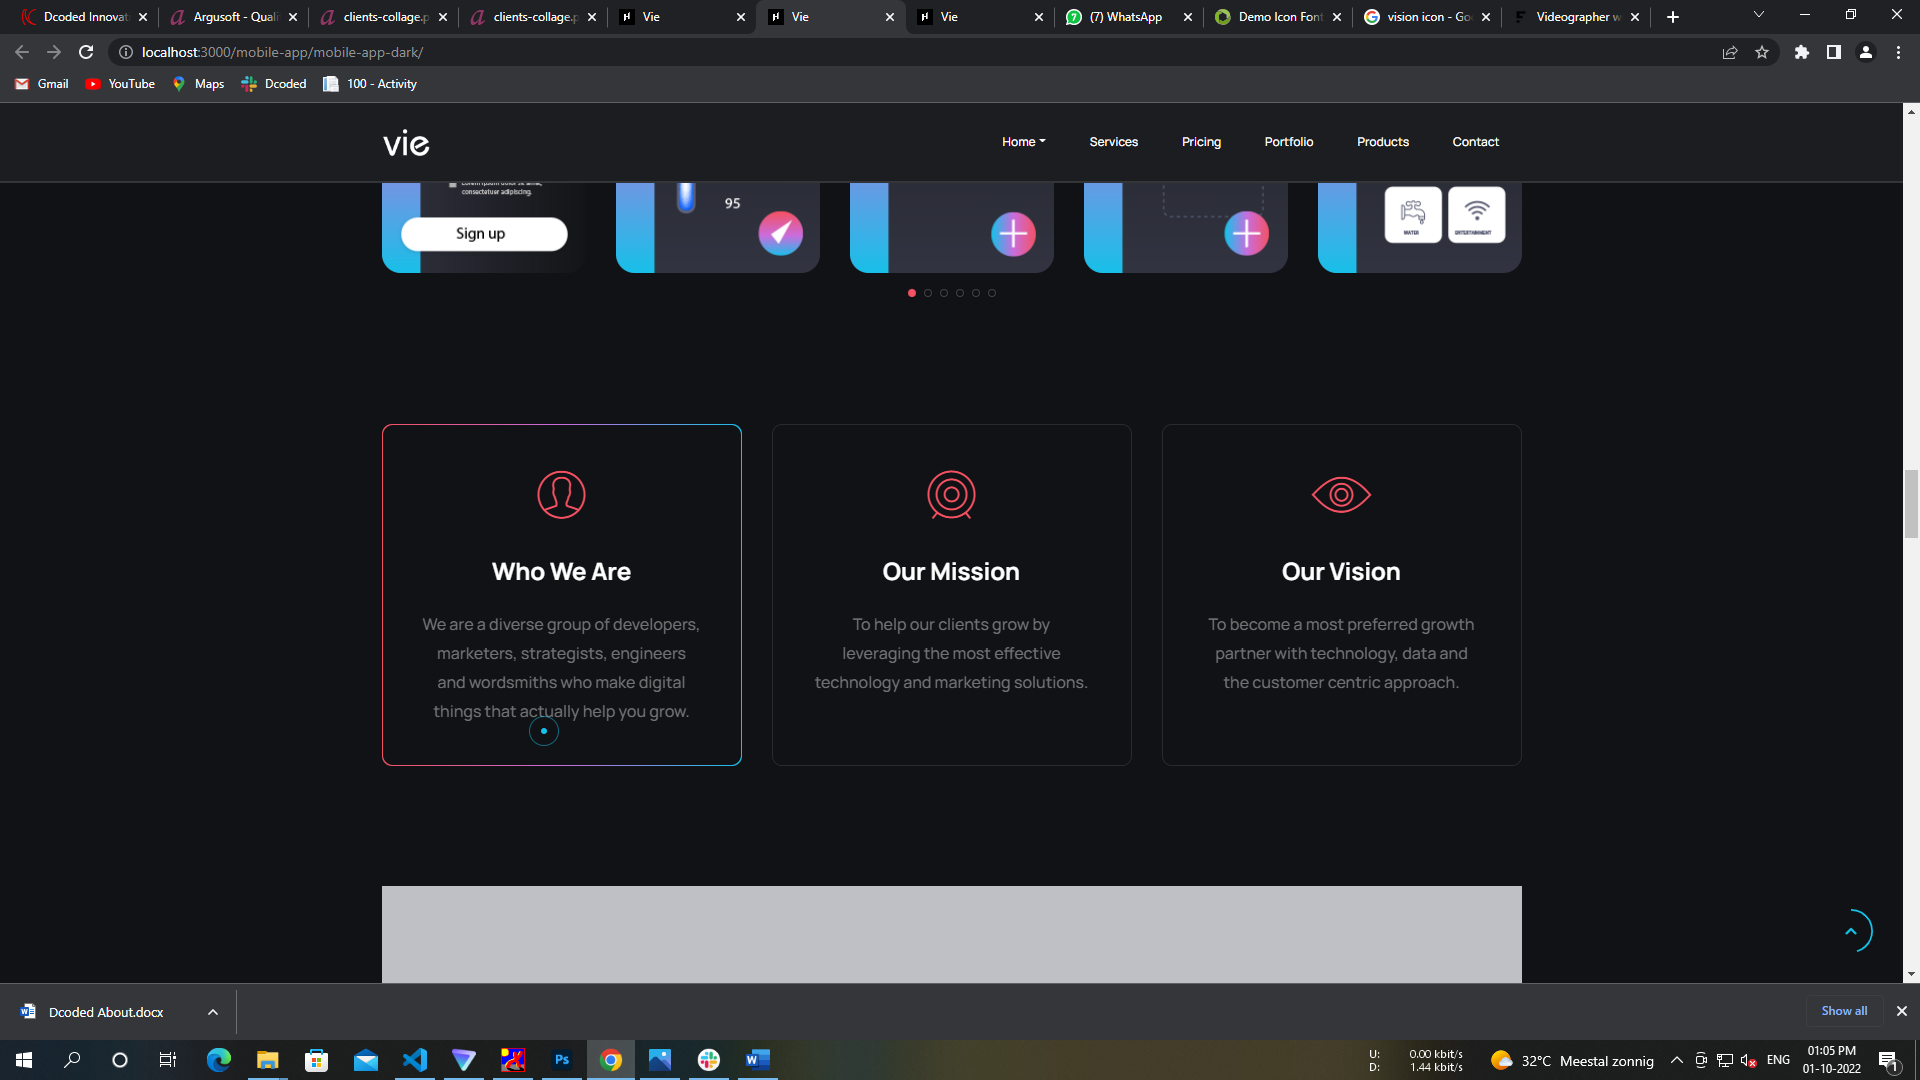 Dcoded Innovat
Argusoft - Quali
clients-collage.p
clients-collage.p
Vie
Vie
Vie
(7) WhatsApp
Demo Icon Font
vision icon - Goo
Videographer w
localhost:3000/mobile-app/mobile-app-dark/
Gmail
YouTube
Maps
Dcoded
100 - Activity
vie
Home
Services
Pricing
Portfolio
Products
Contact
consectetuer adipiscing.
Sign up
95
WATER
ENTERTAINMENT
Who We Are
We are a diverse group of developers,
marketers, strategists, engineers
and wordsmiths who make digital
things that actually help you grow.
Our Mission
To help our clients grow by
leveraging the most effective
technology and marketing solutions.
Our Vision
To become a most preferred growth
partner with technology, data and
the customer centric approach.
Dcoded About.docx
Show all
U: 0.00 kbit/s
D: 1.44 kbit/s
32°C Meestal zonnig
ENG
01:05 PM
01-10-2022
1